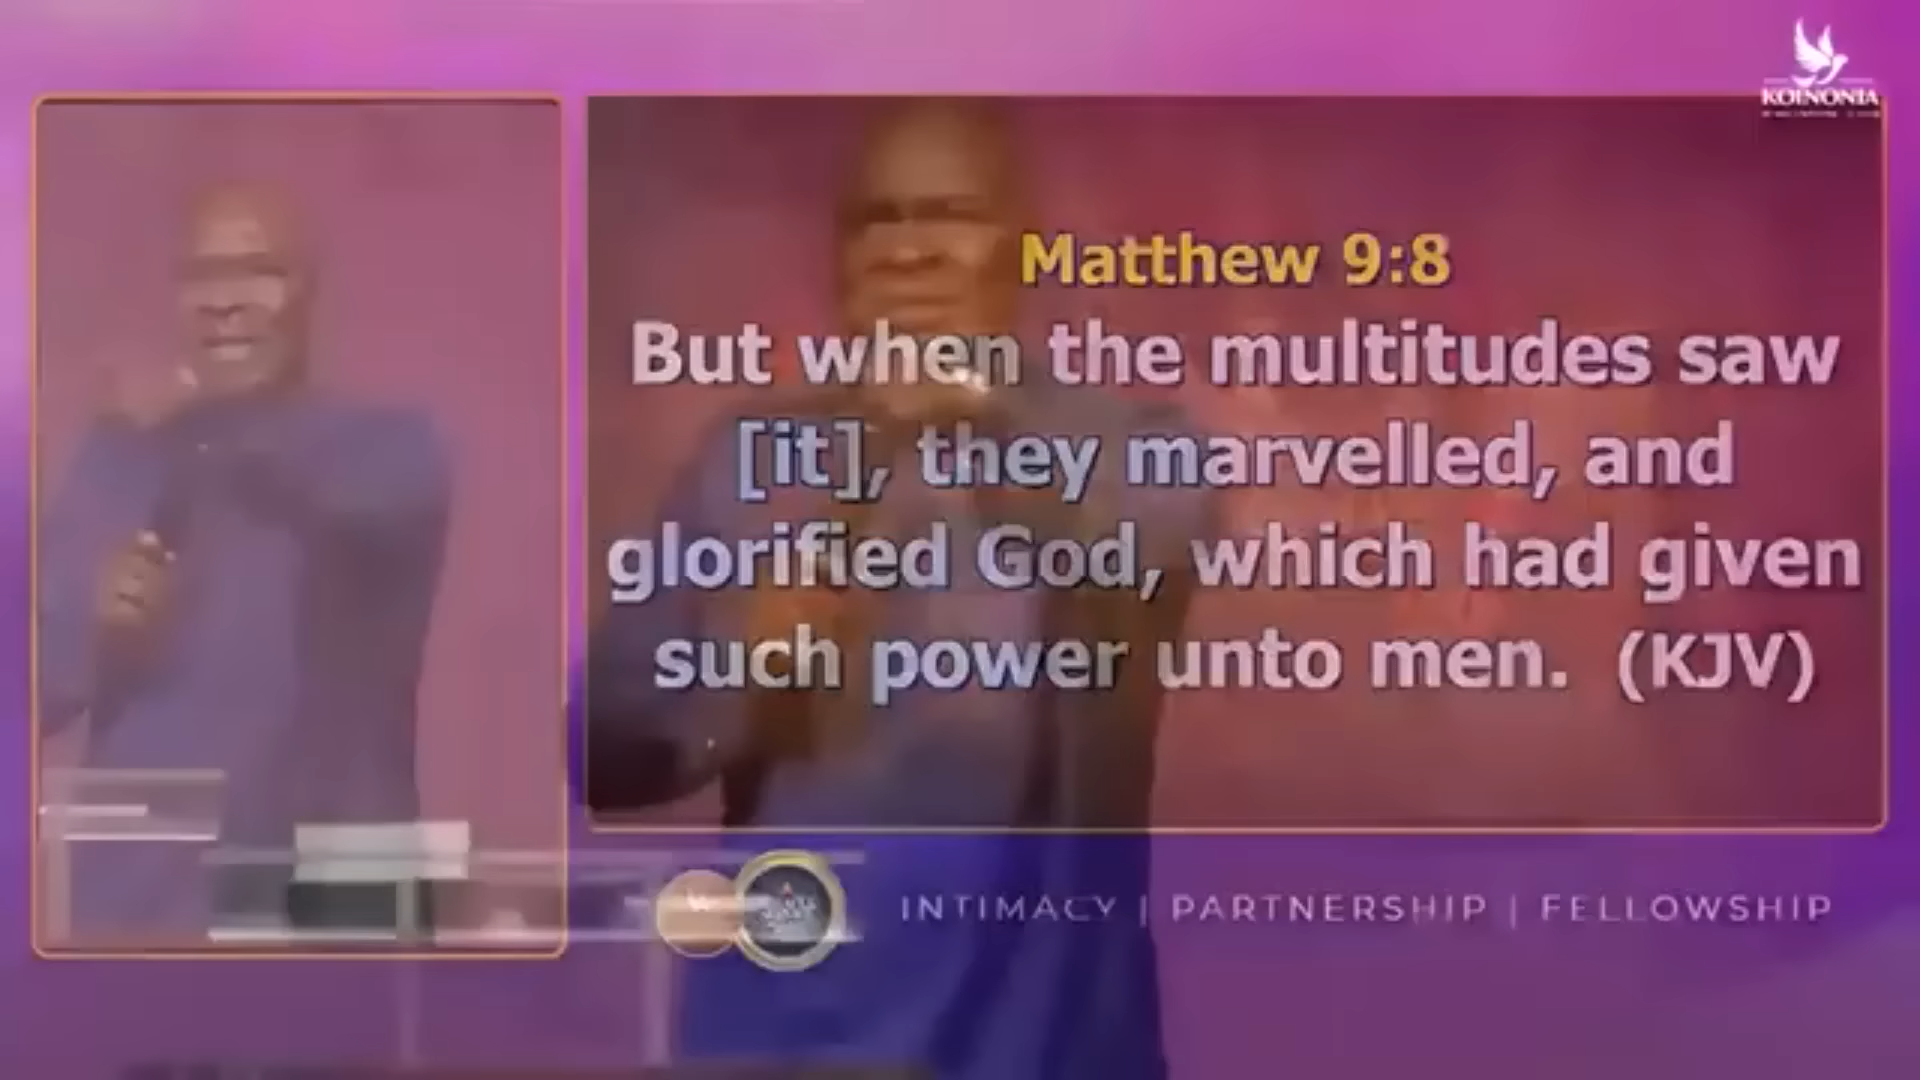 KOINONIA
Matthew 9:8
But when the multitudes saw
[it], they marvelled, and
glorified God, which had given
such power unto men. (KJV)
INTIMACY | PARTNERSHIP | FELLOWSHIP